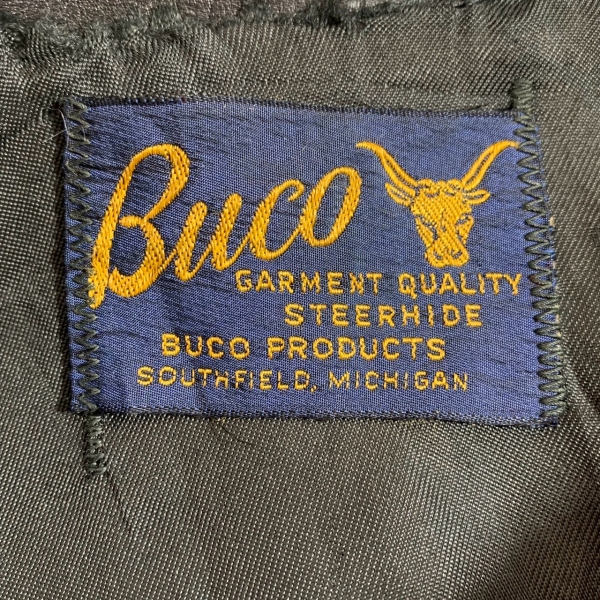 Buco
GARMENT QUALITY
STEERHIDE
BUCO PRODUCTS
SOUTHFIELD, MICHIGAN